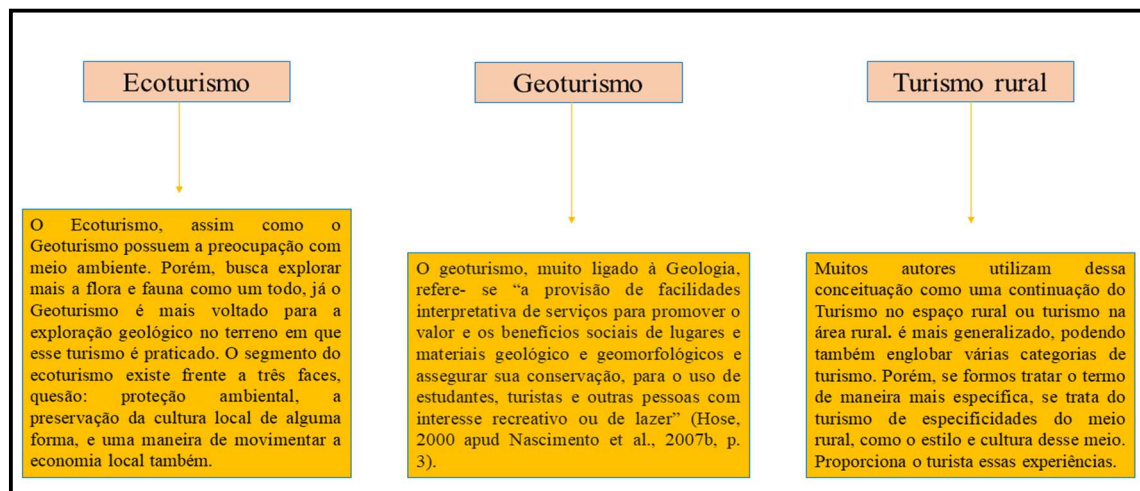 Ecoturismo
O Ecoturismo, assim como o
Geoturismo possuem a preocupação com
meio ambiente. Porém, busca explorar
mais a flora e fauna como um todo, já o
Geoturismo é mais voltado para a
exploração geológico no terreno em que
esse turismo é praticado. O segmento do
ecoturismo existe frente a três faces,
quesão: proteção ambiental, a
preservação da cultura local de alguma
forma, e uma maneira de movimentar a
economia local também.
Geoturismo
O geoturismo, muito ligado à Geologia,
refere- se “a provisão de facilidades
interpretativa de serviços para promover o
valor e os benefícios sociais de lugares e
materiais geológico e geomorfológicos e
assegurar sua conservação, para o uso de
estudantes, turistas e outras pessoas com
interesse recreativo ou de lazer” (Hose,
2000 apud Nascimento et al., 2007b, p.
3).
Turismo rural
Muitos autores utilizam dessa
conceituação como uma continuação do
Turismo no espaço rural ou turismo na
área rural. é mais generalizado, podendo
também englobar várias categorias de
turismo. Porém, se formos tratar o termo
de maneira mais específica, se trata do
turismo de especificidades do meio
rural, como o estilo e cultura desse meio.
Proporciona o turista essas experiências.